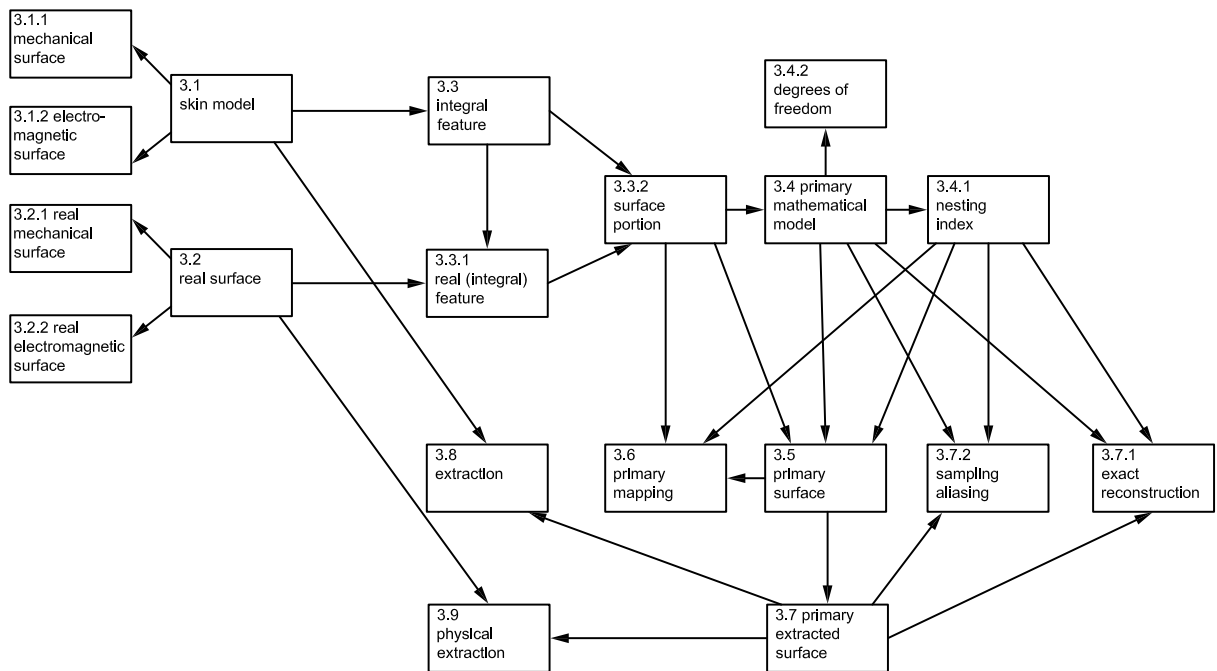 3.1.1
mechanical
surface
3.1
skin model
3.1.2 electro-
magnetic
surface
3.2.1 real
mechanical
surface
3.2
real surface
3.2.2 real
electromagnetic
surface
3.3
integral
feature
3.3.1
real (integral)
feature
3.3.2
surface
portion
3.4.2
degrees of
freedom
3.4 primary
mathematical
model
3.4.1
nesting
index
3.8
extraction
3.6
primary
mapping
3.5
primary
surface
3.7.2
sampling
aliasing
3.7.1
exact
reconstruction
3.9
physical
extraction
3.7 primary
extracted
surface